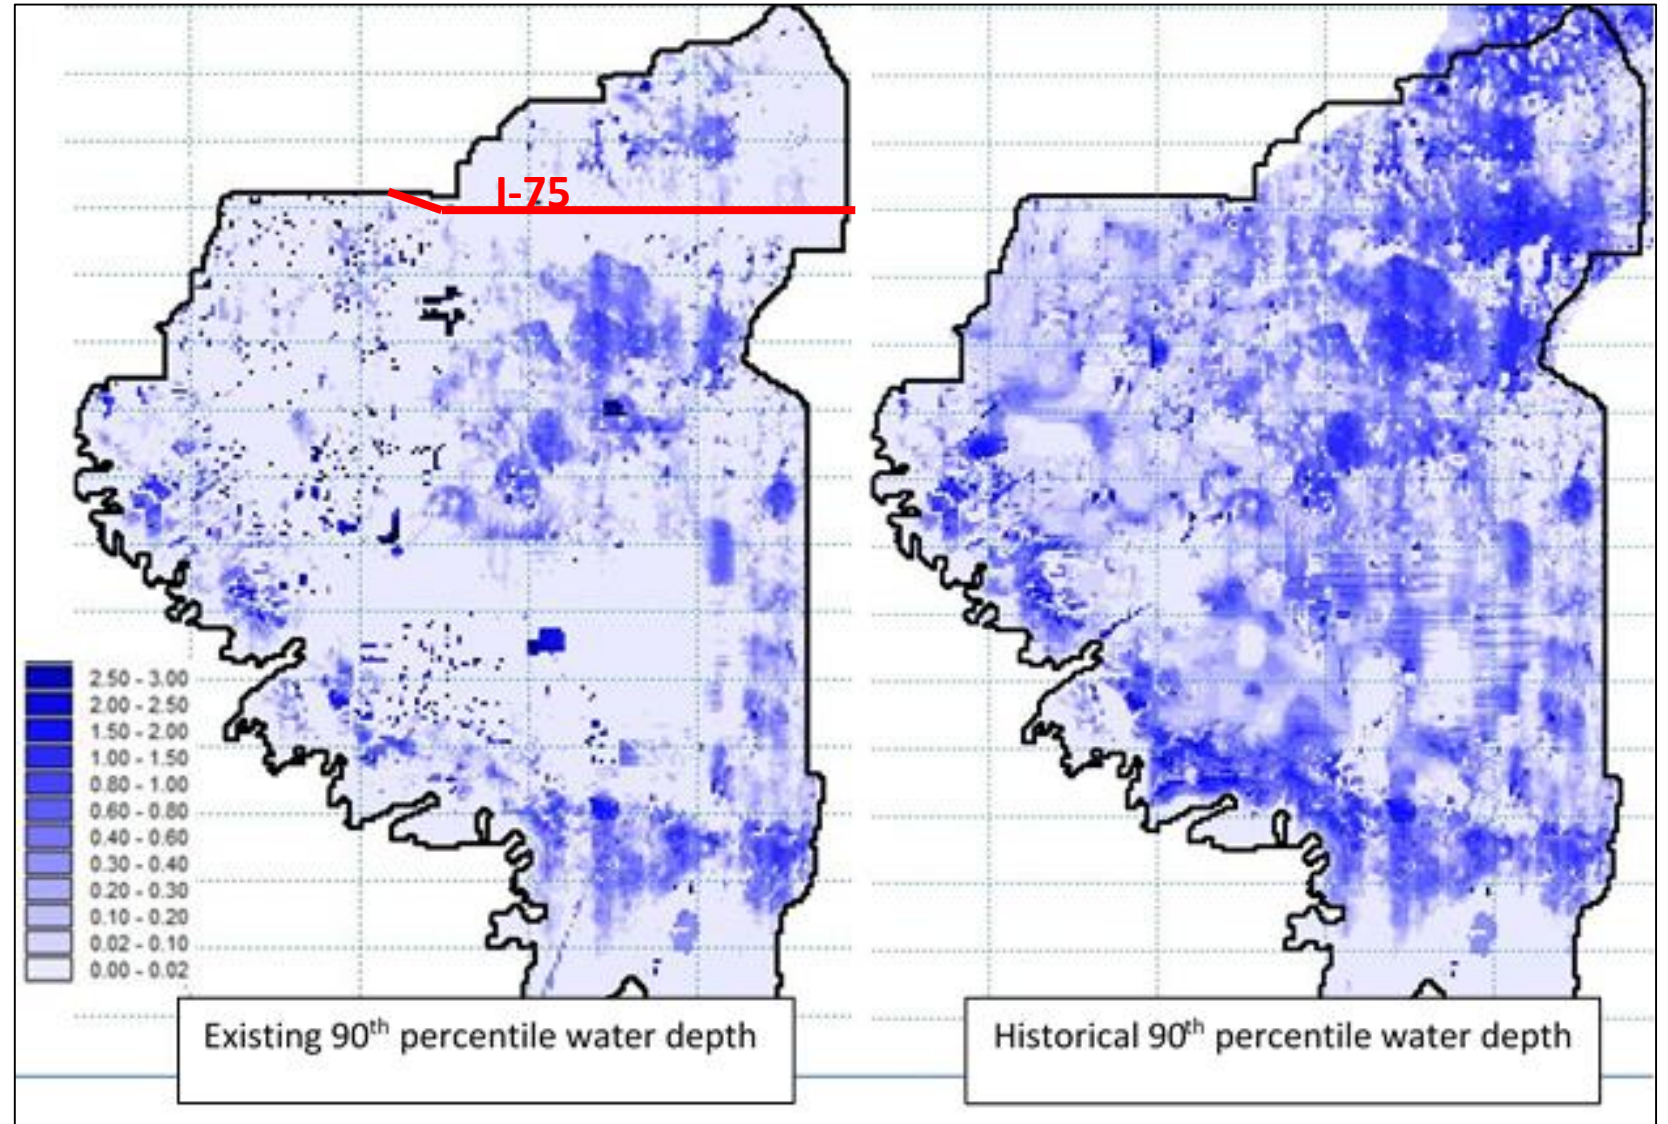 I-75
2.50 - 3.00
2.00 - 2.50
1.50 - 2.00
1.00 - 1.50
0.80 - 1.00
0.60 - 0.80
0.40 - 0.60
0.30 - 0.40
0.20 - 0.30
0.10 - 0.20
0.02 - 0.10
0.00 - 0.02
Existing 90th percentile water depth
Historical 90th percentile water depth